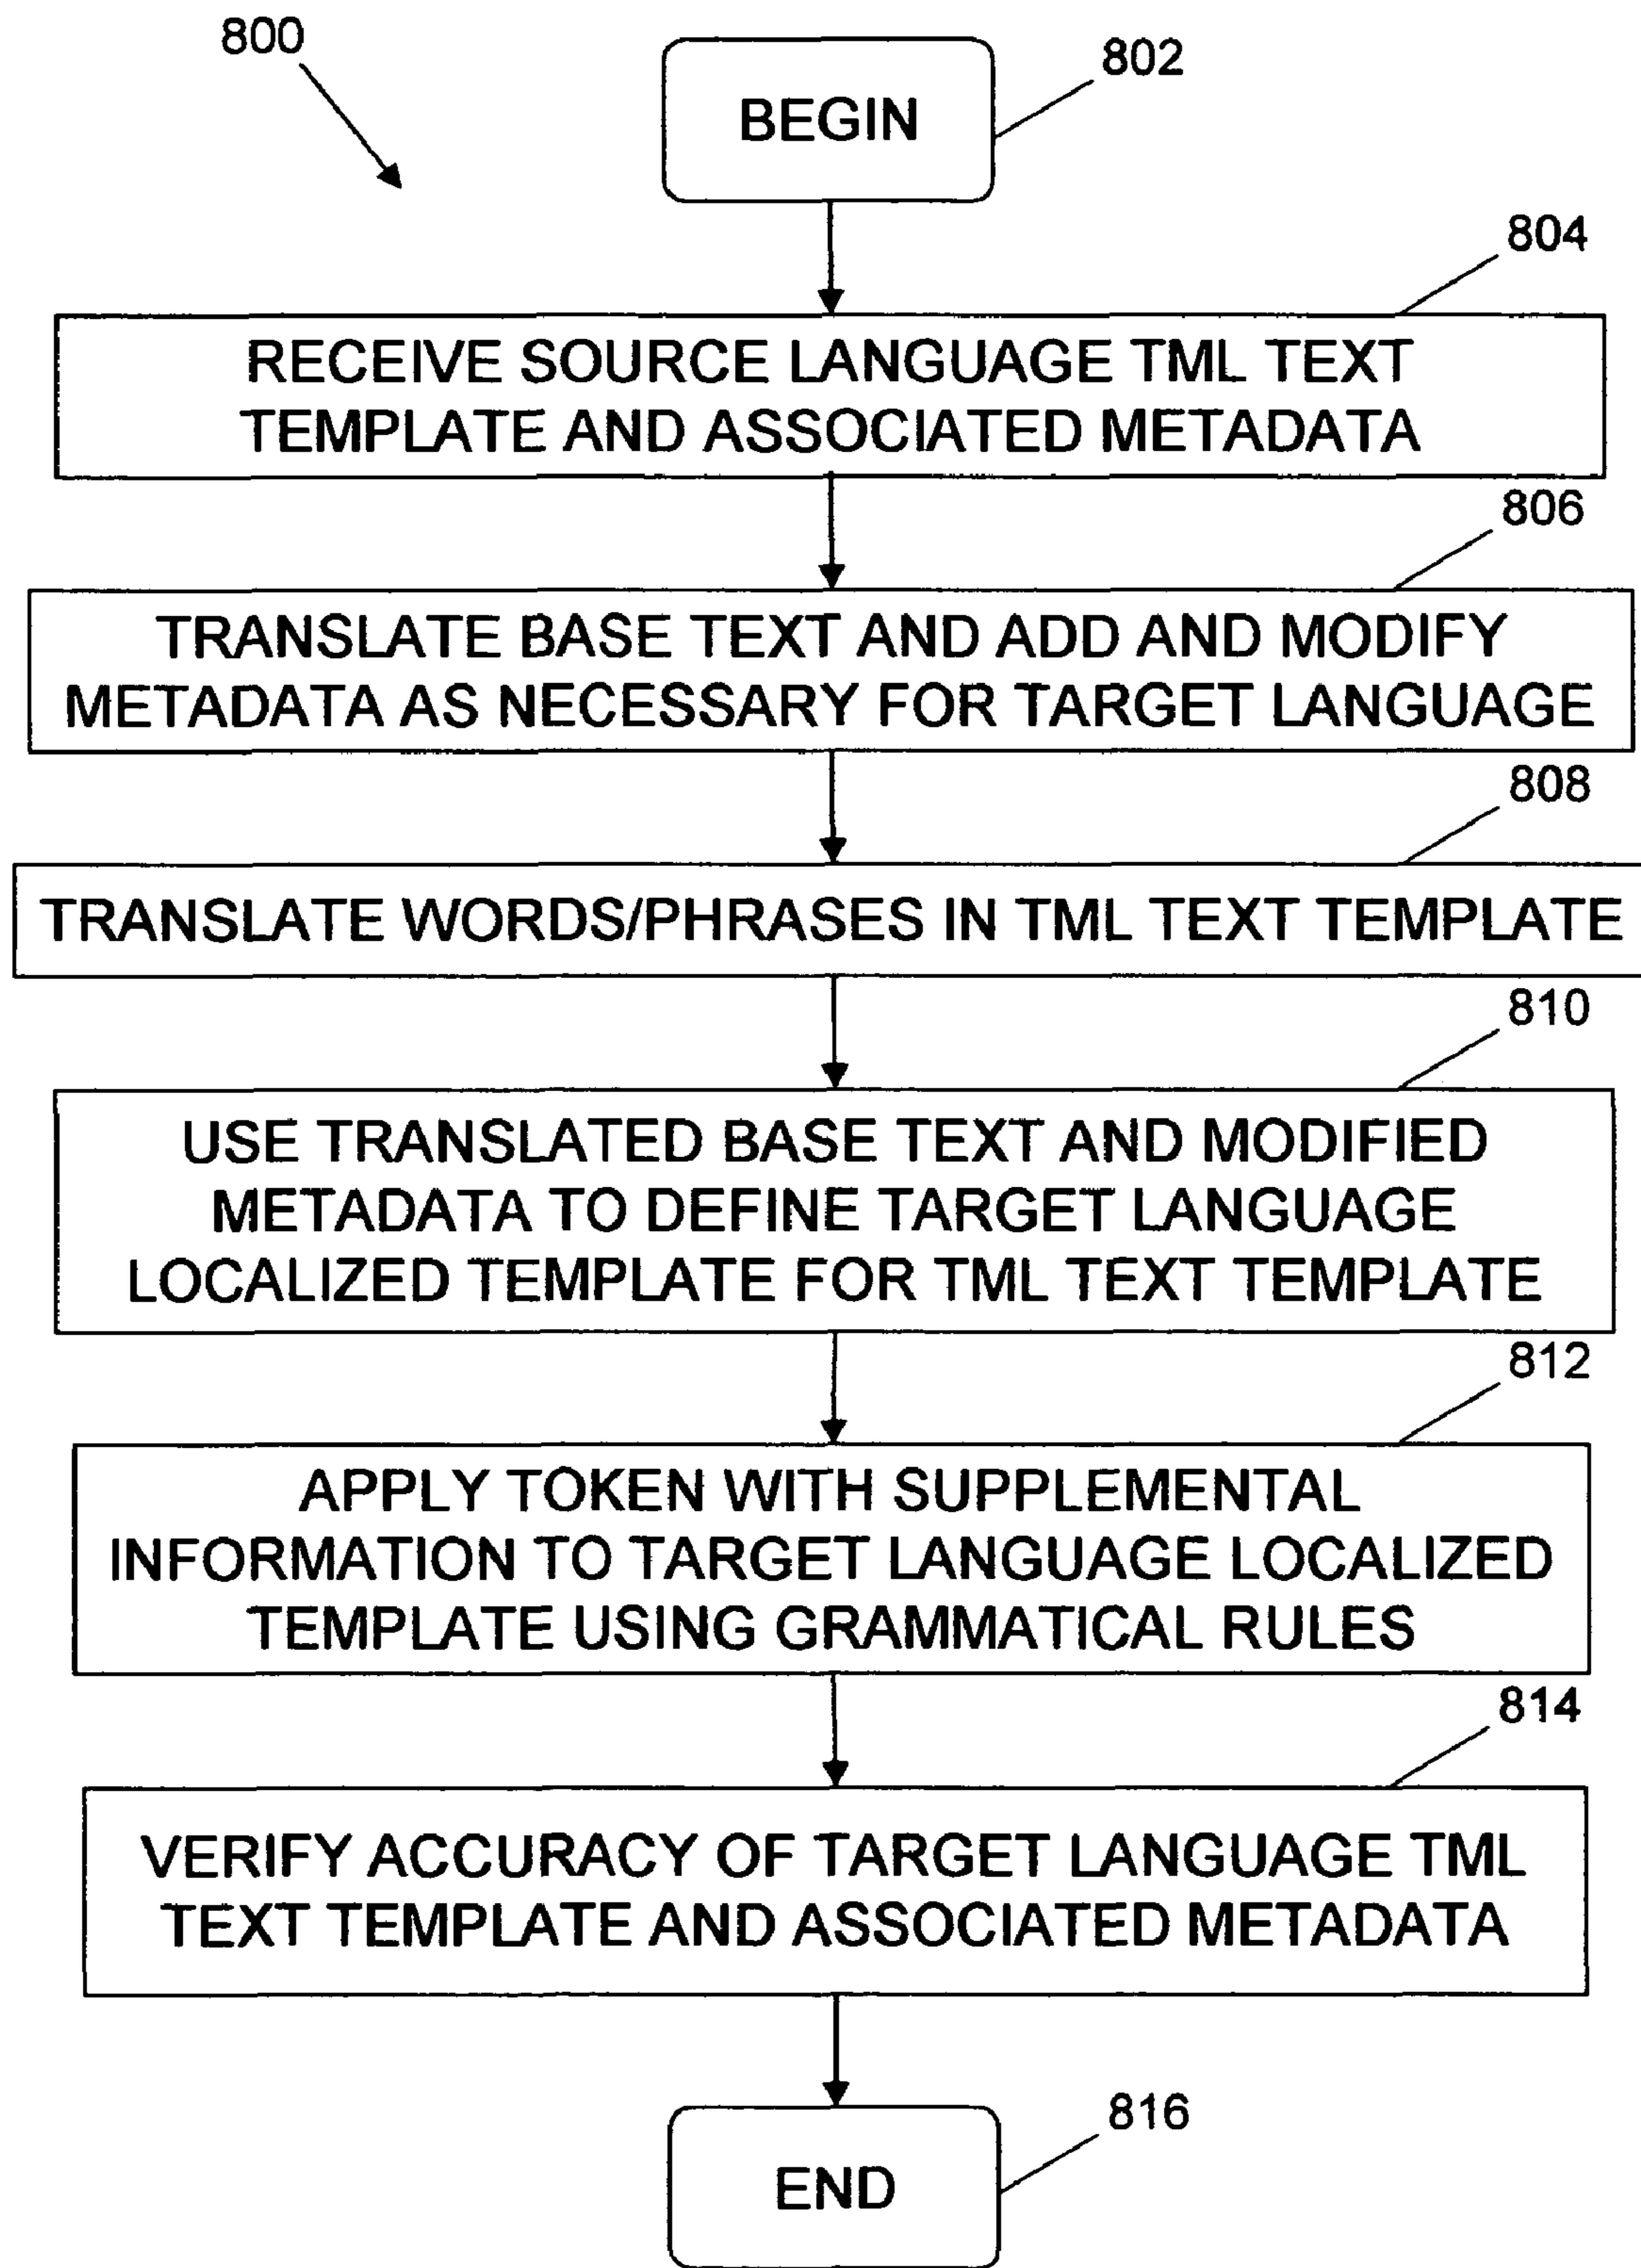 800
802
BEGIN
804
RECEIVE SOURCE LANGUAGE TML TEXT
TEMPLATE AND ASSOCIATED METADATA
806
TRANSLATE BASE TEXT AND ADD AND MODIFY
METADATA AS NECESSARY FOR TARGET LANGUAGE
808
TRANSLATE WORDS/PHRASES IN TML TEXT TEMPLATE
810
USE TRANSLATED BASE TEXT AND MODIFIED
METADATA TO DEFINE TARGET LANGUAGE
LOCALIZED TEMPLATE FOR TML TEXT TEMPLATE
812
APPLY TOKEN WITH SUPPLEMENTAL
INFORMATION TO TARGET LANGUAGE LOCALIZED
TEMPLATE USING GRAMMATICAL RULES
814
VERIFY ACCURACY OF TARGET LANGUAGE TML
TEXT TEMPLATE AND ASSOCIATED METADATA
816
END